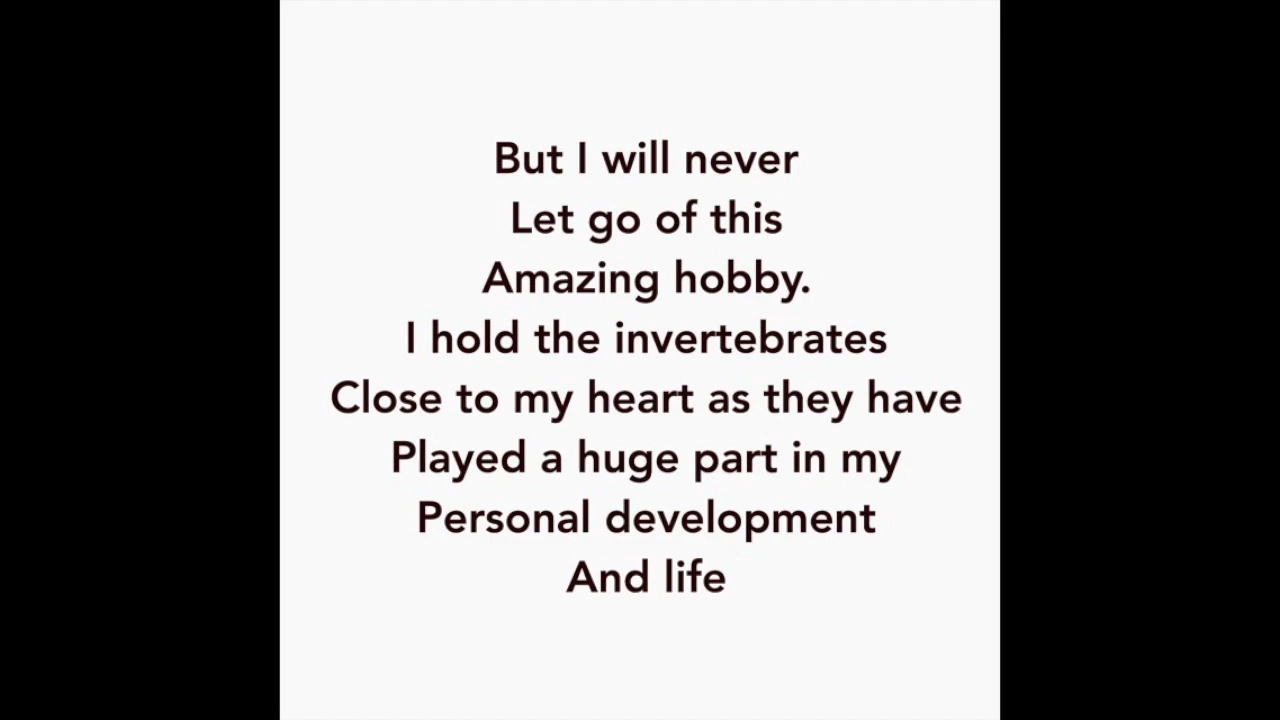 But I will never
Let go of this
Amazing hobby.
I hold the invertebrates
Close to my heart as they have
Played a huge part in my
Personal development
And life